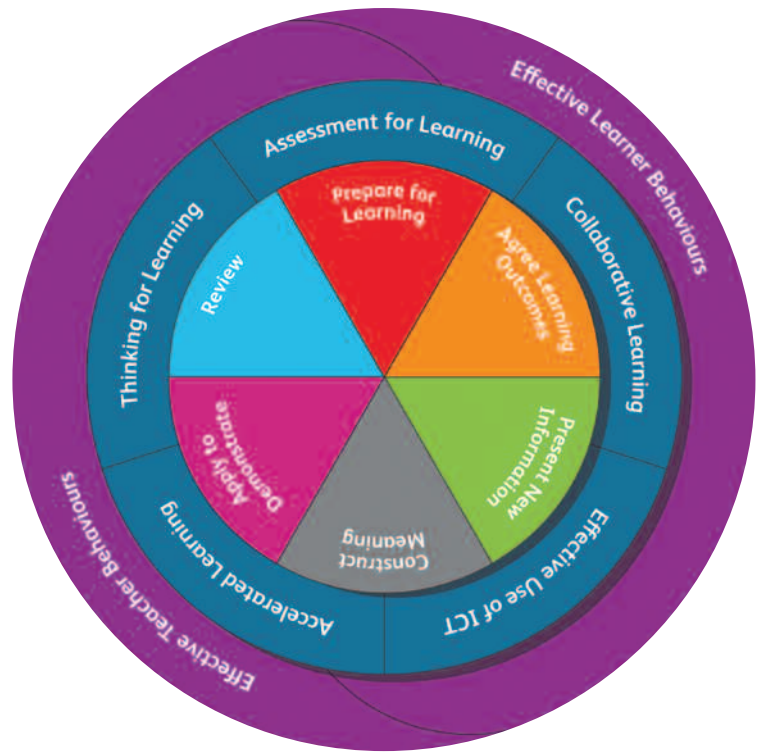 Effective Learner Behaviours
Assessment for Learning
Collaborative Learning
Effective Use of ICT
Accelerated Learning
Thinking for Learning
Prepare for
Learning
Agree Learning
Outcomes
Present New
Information
Construct
Meaning
Apply to
Demonstrate
Review
Effective Teacher Behaviours